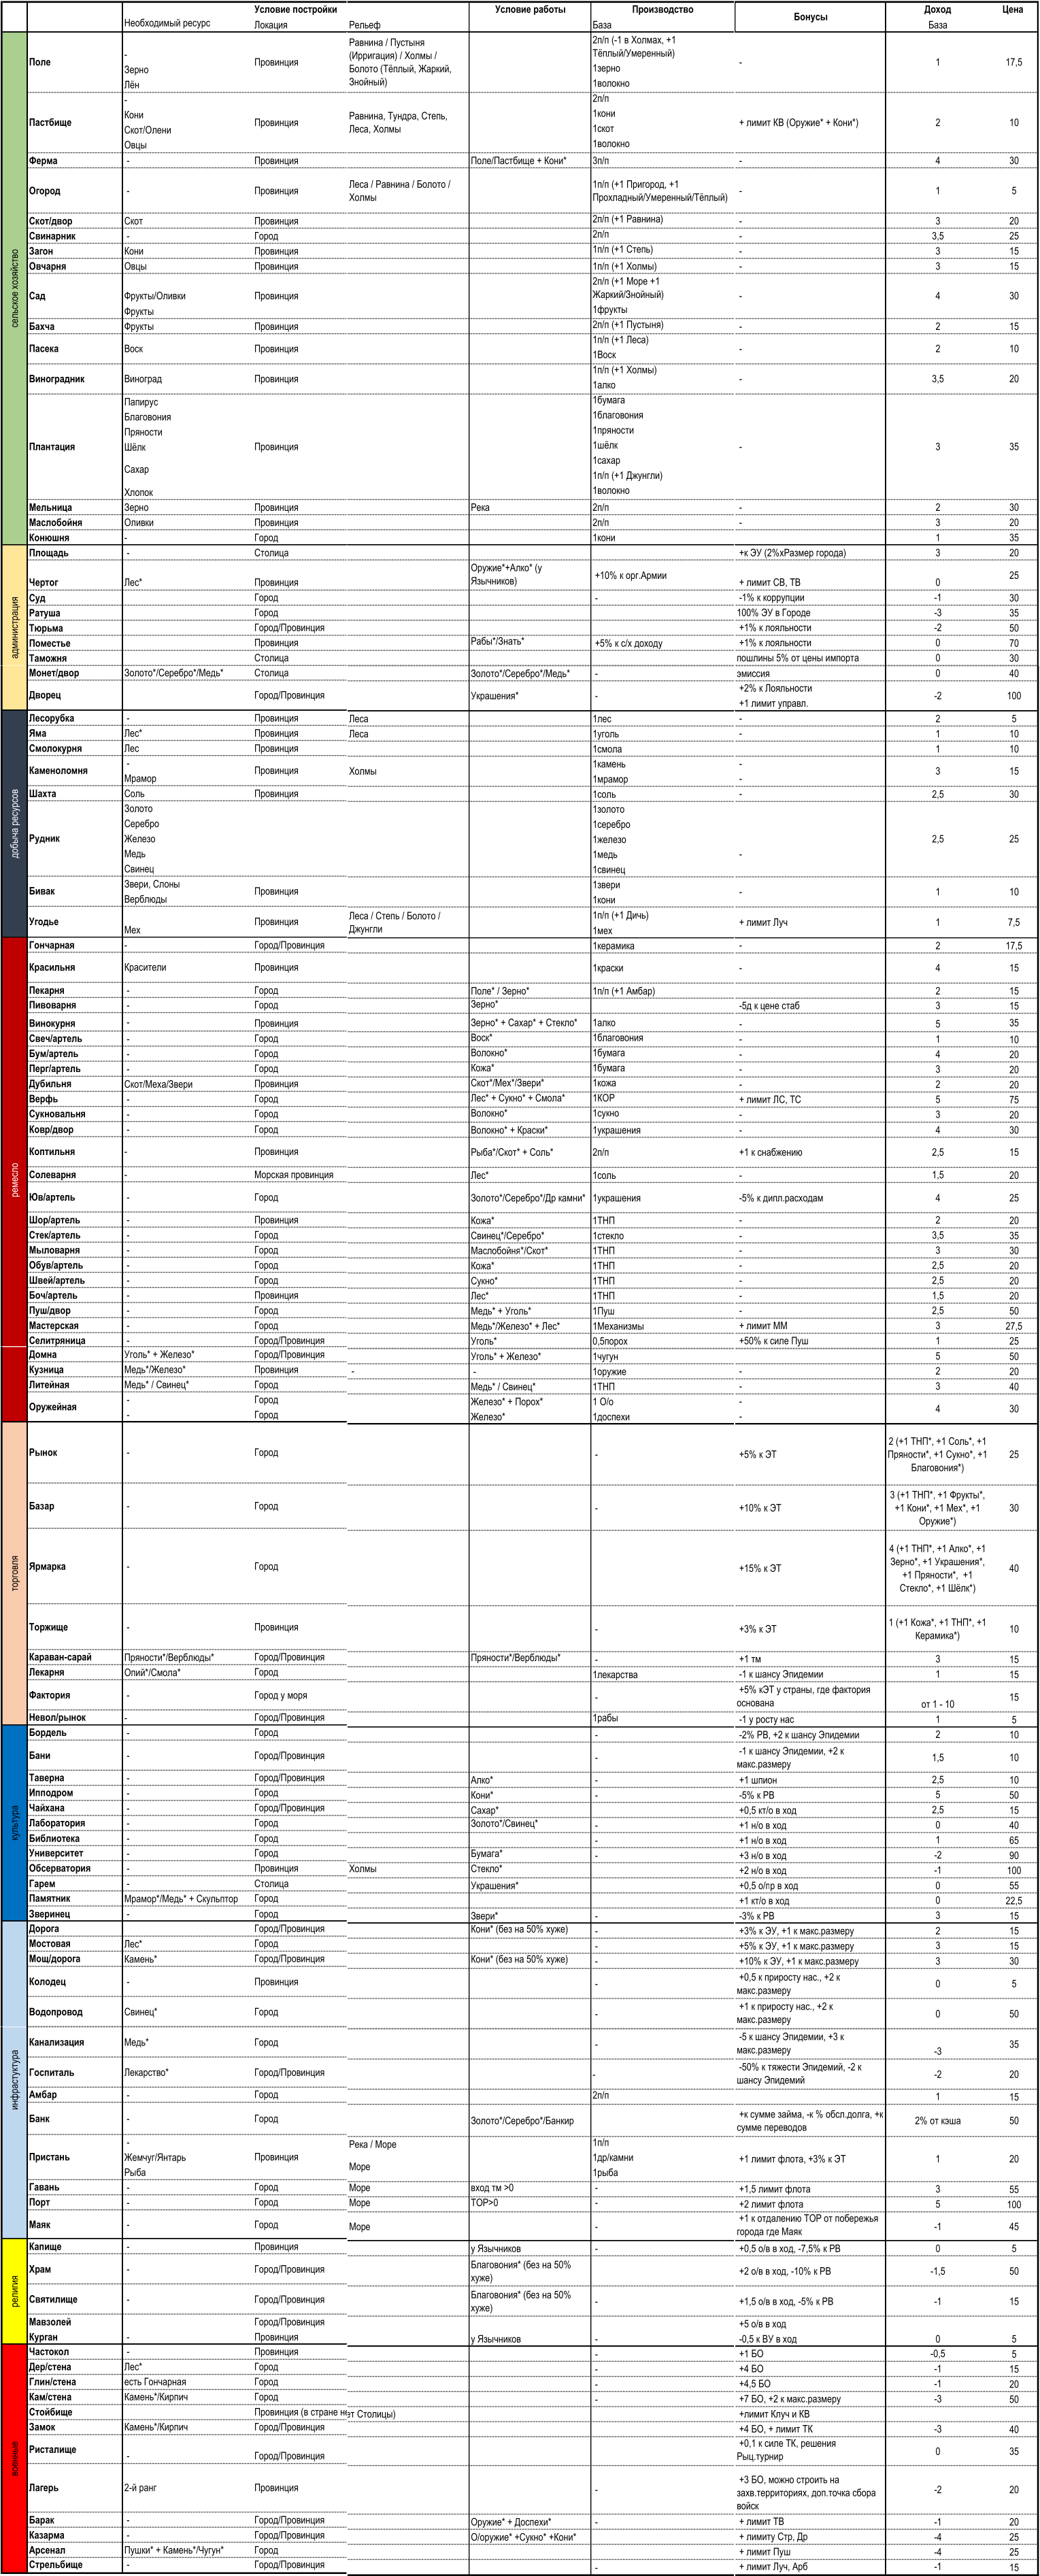 Условие постройки Условие работы Производство Бонусы Доход Цена
Необходимый ресурс Локация Рельеф База База
сельское хозяйство
Поле - Зерно Лён Провинция Равнина / Пустыня (Ирригация) / Холмы / Болото (Тёплый, Жаркий, Знойный) 2п/п (-1 в Холмах, +1 Тёплый/Умеренный) 1зерно 1волокно - 1 17,5
Пастбище - Кони Скот/Олени Овцы Провинция Равнина, Тундра, Степь, Леса, Холмы 2п/п 1кони 1скот 1волокно + лимит КВ (Оружие* + Кони*) 2 10
Ферма - Провинция Поле/Пастбище + Кони* 3п/п - 4 30
Огород - Провинция Леса / Равнина / Болото / Холмы 1п/п (+1 Пригород, +1 Прохладный/Умеренный/Тёплый) - 1 5
Скот/двор Скот Провинция 2п/п (+1 Равнина) - 3 20
Свинарник - Город 2п/п - 3,5 25
Загон Кони Провинция 1п/п (+1 Степь) - 3 15
Овчарня Овцы Провинция 1п/п (+1 Холмы) - 3 15
Сад Фрукты/Оливки Фрукты Провинция 2п/п (+1 Море +1 Жаркий/Знойный) 1фрукты - 4 30
Бахча Фрукты Провинция 2п/п (+1 Пустыня) - 2 15
Пасека Воск Провинция 1п/п (+1 Леса) 1Воск - 2 10
Виноградник Виноград Провинция 1п/п (+1 Холмы) 1алко - 3,5 20
Плантация Папирус Благовония Пряности Шёлк Сахар Хлопок Провинция 1бумага 1благовония 1пряности 1шёлк 1сахар 1п/п (+1 Джунгли) 1волокно - 3 35
Мельница Зерно Провинция Река 2п/п - 2 30
Маслобойня Оливки Провинция 2п/п - 3 20
Конюшня - Город 1кони - 1 35
администрация
Площадь - Столица +к ЭУ (2%хРазмер города) 3 20
Чертог Лес* Провинция Оружие*+Алко* (у Язычников) +10% к орг.Армии + лимит СВ, ТВ 0 25
Суд Город - -1% к коррупции -1 30
Ратуша Город 100% ЭУ в Городе -3 35
Тюрьма Город/Провинция +1% к лояльности -2 50
Поместье Провинция Рабы*/Знать* +5% к с/х доходу +1% к лояльности 0 70
Таможня Столица пошлины 5% от цены импорта 0 30
Монет/двор Золото*/Серебро*/Медь* Столица Золото*/Серебро*/Медь* - эмиссия 0 40
Дворец Город/Провинция Украшения* - +2% к Лояльности +1 лимит управл. -2 100
добыча ресурсов
Лесорубка - Провинция Леса 1лес - 2 5
Яма Лес* Провинция Леса 1уголь - 1 10
Смолокурня Лес Провинция 1смола - 1 10
Каменоломня - Мрамор Провинция Холмы 1камень 1мрамор - - 3 15
Шахта Соль Провинция 1соль - 2,5 30
Рудник Золото Серебро Железо Медь Свинец 1золото 1серебро 1железо 1медь 1свинец - 2,5 25
Бивак Звери, Слоны Верблюды Провинция 1звери 1кони - 1 10
Угодье Мех Провинция Леса / Степь / Болото / Джунгли 1п/п (+1 Дичь) 1мех + лимит Луч 1 7,5
ремесло
Гончарная - Город/Провинция 1керамика - 2 17,5
Красильня Красители Провинция 1краски - 4 15
Пекарня - Город Поле* / Зерно* 1п/п (+1 Амбар) 2 15
Пивоварня - Город Зерно* -5д к цене стаб 3 15
Винокурня - Провинция Зерно* + Сахар* + Стекло* 1алко - 5 35
Свеч/артель - Город Воск* 1благовония - 1 10
Бум/артель - Город Волокно* 1бумага - 4 20
Перг/артель - Город Кожа* 1бумага - 3 20
Дубильня Скот/Меха/Звери Провинция Скот*/Мех*/Звери* 1кожа - 2 20
Верфь - Город Лес* + Сукно* + Смола* 1КОР + лимит ЛС, ТС 5 75
Сукновальня - Город Волокно* 1сукно - 3 20
Ковр/двор - Город Волокно* + Краски* 1украшения - 4 30
Коптильня - Провинция Рыба*/Скот* + Соль* 2п/п +1 к снабжению 2,5 15
Солеварня - Морская провинция Лес* 1соль - 1,5 20
Юв/артель - Город Золото*/Серебро*/Др камни* 1украшения -5% к дипл.расходам 4 25
Шор/артель - Провинция Кожа* 1ТНП - 2 20
Стек/артель - Город Свинец*/Серебро* 1стекло - 3,5 35
Мыловарня - Город Маслобойня*/Скот* 1ТНП - 3 30
Обув/артель - Город Кожа* 1ТНП - 2,5 20
Швей/артель - Город Сукно* 1ТНП - 2,5 20
Боч/артель - Провинция Лес* 1ТНП - 1,5 20
Пуш/двор - Город Медь* + Уголь* 1Пуш - 2,5 50
Мастерская - Город Медь*/Железо* + Лес* 1Механизмы + лимит ММ 3 27,5
Селитряница - Город/Провинция Уголь* 0,5порох +50% к силе Пуш 1 25
Домна Уголь* + Железо* Город/Провинция Уголь* + Железо* 1чугун - 5 50
Кузница Медь*/Железо* Провинция - - 1оружие - 2 20
Литейная Медь* / Свинец* Город Медь* / Свинец* 1ТНП - 3 40
Оружейная - - Город Город Железо* + Порох* Железо* 1 О/о 1доспехи - - 4 30
торговля
Рынок - Город - +5% к ЭТ 2 (+1 ТНП*, +1 Соль*, +1 Пряности*, +1 Сукно*, +1 Благовония*) 25
Базар - Город - +10% к ЭТ 3 (+1 ТНП*, +1 Фрукты*, +1 Кони*, +1 Мех*, +1 Оружие*) 30
Ярмарка - Город - +15% к ЭТ 4 (+1 ТНП*, +1 Алко*, +1 Зерно*, +1 Украшения*, +1 Пряности*, +1 Стекло*, +1 Шёлк*) 40
Торжище - Провинция - +3% к ЭТ 1 (+1 Кожа*, +1 ТНП*, +1 Керамика*) 10
Караван-сарай Пряности*/Верблюды* Город/Провинция Пряности*/Верблюды* - +1 тм 3 15
Лекарня Опий*/Смола* Город 1лекарства -1 к шансу Эпидемии 1 15
Фактория - Город у моря - +5% кЭТ у страны, где фактория основана от 1 - 10 15
Невол/рынок - Город/Провинция 1рабы -1 у росту нас 1 5
культура
Бордель - Город - -2% РВ, +2 к шансу Эпидемии 2 10
Бани - Город/Провинция - -1 к шансу Эпидемии, +2 к макс.размеру 1,5 10
Таверна - Город/Провинция Алко* - +1 шпион 2,5 10
Ипподром - Город Кони* - -5% к РВ 5 50
Чайхана - Город/Провинция Сахар* +0,5 кт/о в ход 2,5 15
Лаборатория - Город Золото*/Свинец* - +1 н/о в ход 0 40
Библиотека - Город - +1 н/о в ход 1 65
Университет - Город Бумага* - +3 н/о в ход -2 90
Обсерватория - Провинция Холмы Стекло* +2 н/о в ход -1 100
Гарем - Столица Украшения* +0,5 о/пр в ход 0 55
Памятник Мрамор*/Медь* + Скульптор Город +1 кт/о в ход 0 22,5
Зверинец - Город Звери* - -3% к РВ 3 15
инфрастуктура
Дорога Город/Провинция Кони* (без на 50% хуже) - +3% к ЭУ, +1 к макс.размеру 2 15
Мостовая Лес* Город - +5% к ЭУ, +1 к макс.размеру 3 15
Мощ/дорога Камень* Город/Провинция Кони* (без на 50% хуже) - +10% к ЭУ, +1 к макс.размеру 3 30
Колодец - Провинция - +0,5 к приросту нас., +2 к макс.размеру 0 5
Водопровод Свинец* Город - +1 к приросту нас., +2 к макс.размеру 0 50
Канализация Медь* Город - -5 к шансу Эпидемии, +3 к макс.размеру -3 35
Госпиталь Лекарство* Город/Провинция - -50% к тяжести Эпидемий, -2 к шансу Эпидемий -2 20
Амбар - Город 2п/п 1 15
Банк - Город Золото*/Серебро*/Банкир +к сумме займа, -к % обсл.долга, +к сумме переводов 2% от кэша 50
Пристань - Жемчуг/Янтарь Рыба Провинция Река / Море Море 1п/п 1др/камни 1рыба +1 лимит флота, +3% к ЭТ 1 20
Гавань - Город Море вход тм >0 - +1,5 лимит флота 3 55
Порт - Город Море ТОР>0 - +2 лимит флота 5 100
Маяк - Город Море - +1 к отдалению ТОР от побережья города где Маяк -1 45
религия
Капище - Провинция у Язычников - +0,5 о/в в ход, -7,5% к РВ 0 5
Храм - Город/Провинция Благовония* (без на 50% хуже) +2 о/в в ход, -10% к РВ -1,5 50
Святилище - Город/Провинция Благовония* (без на 50% хуже) - +1,5 о/в в ход, -5% к РВ -1 15
Мавзолей Город/Провинция +5 о/в в ход
Курган - Провинция у Язычников - -0,5 к ВУ в ход 0 5
военные
Частокол - Провинция - +1 БО -0,5 5
Дер/стена Лес* Город - +4 БО -1 15
Глин/стена есть Гончарная Город - +4,5 БО -1 20
Кам/стена Камень*/Кирпич Город - +7 БО, +2 к макс.размеру -3 50
Стойбище Провинция (в стране нет Столицы) +лимит Клуч и КВ
Замок Камень*/Кирпич Город/Провинция +4 БО, + лимит ТК -3 40
Ристалище - Город/Провинция +0,1 к силе ТК, решения Рыц.турнир 0 35
Лагерь 2-й ранг Провинция - +3 БО, можно строить на захв.территориях, доп.точка сбора войск -2 20
Барак - Город/Провинция Оружие* + Доспехи* - + лимит ТВ -1 20
Казарма - Город/Провинция О/оружие* +Сукно* +Кони* + лимиту Стр, Др -4 25
Арсенал Пушки* + Камень*/Чугун* Город + лимит Пуш -4 25
Стрельбище - Город/Провинция - + лимит Луч, Арб -1 15